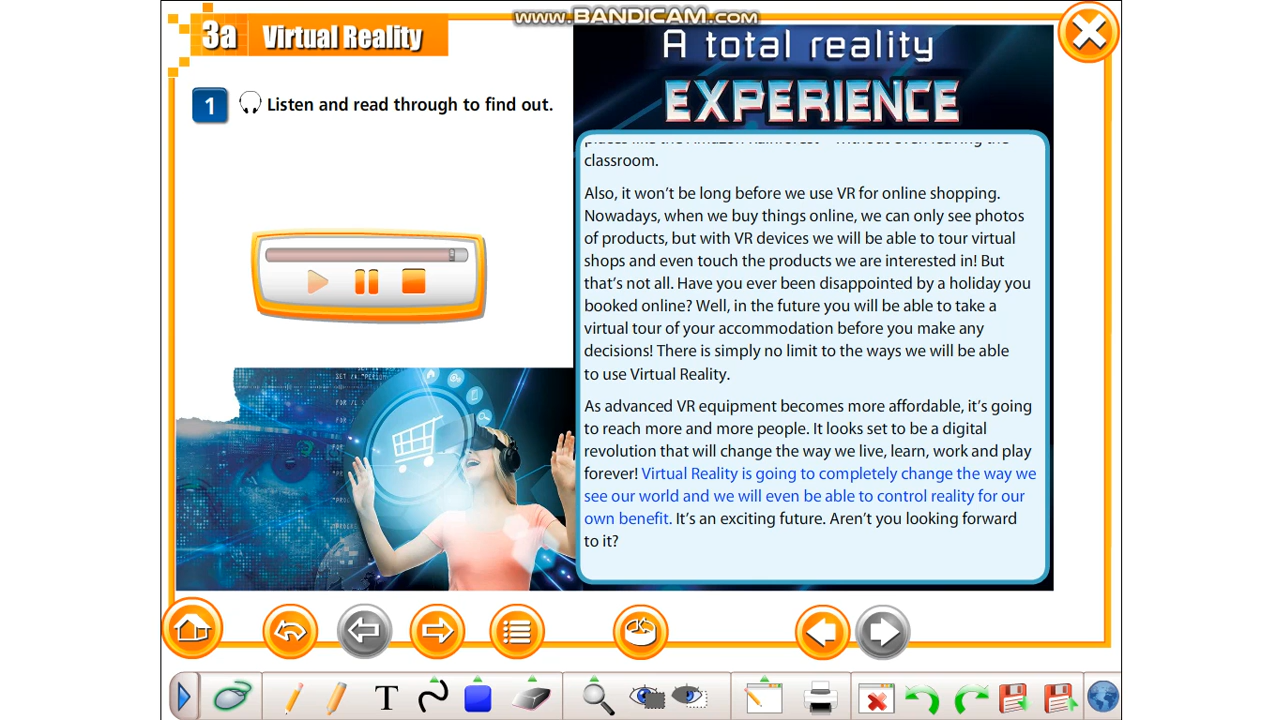 www.BANDICAM.com
3a Virtual Reality
1 Listen and read through to find out.
A total reality
EXPERIENCE
places like the Amazon Rainforest – without even leaving the
classroom.
Also, it won't be long before we use VR for online shopping.
Nowadays, when we buy things online, we can only see photos
of products, but with VR devices we will be able to tour virtual
shops and even touch the products we are interested in! But
that's not all. Have you ever been disappointed by a holiday you
booked online? Well, in the future you will be able to take a
virtual tour of your accommodation before you make any
decisions! There is simply no limit to the ways we will be able
to use Virtual Reality.
As advanced VR equipment becomes more affordable, it's going
to reach more and more people. It looks set to be a digital
revolution that will change the way we live, learn, work and play
forever! Virtual Reality is going to completely change the way we
see our world and we will even be able to control reality for our
own benefit. It's an exciting future. Aren't you looking forward
to it?
T